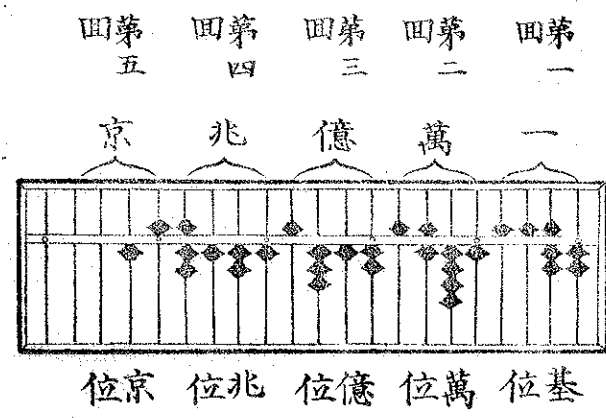 第一回
第二回
第三回
第四回
第五回
一
萬
億
兆
京
基位
萬位
億位
兆位
京位